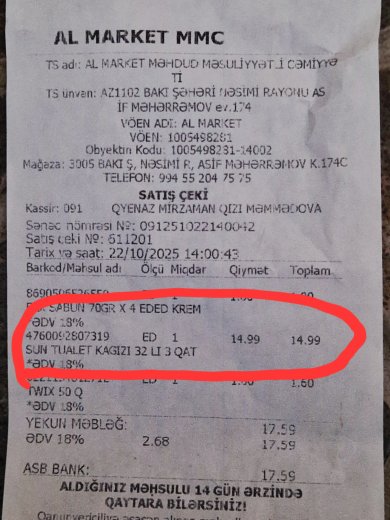 AL MARKET MMC
TS adı: AL MARKET MƏHDUD MƏSULİYYƏTLİ CƏMİYYƏ
Tİ
TS ünvan: AZ1102 BAKI ŞƏHƏRİ NƏSİMİ RAYONU AS
İF MƏHƏRRƏMOV ev.174
VÖEN ADI: AL MARKET
VÖEN: 1005498281
Obyektin Kodu: 1005498281-14002
Mağaza: 3005 BAKI Ş, NƏSİMİ R, ASİF MƏHƏRRƏMOV K.174C
TELEFON: 994 55 204 75 75
SATIŞ ÇEKİ
Kassir: 091 QYENAZ MİRZAMAN QIZI MƏMMƏDOVA
Sənəd nömrəsi №: 091251022140042
Satış çeki №: 611201
Tarix və saat: 22/10/2025 14:00:43
Barkod/Məhsul adı Ölçü Miqdar Qiymət Toplam
SABUN 70GR X 4 EDED KREM
*ƏDV 18%
4760092807319 ED 1 14.99 14.99
SUN TUALET KAGIZI 32 LI 3 QAT
*ƏDV 18%
ED 1 1.60
TWIX 50 Q
*ƏDV 18%
YEKUN MƏBLƏĞ: 17.59
ƏDV 18% 2.68 17.59
ASB BANK: 17.59
ALDIĞINIZ MƏHSULU 14 GÜN ƏRZİNDƏ
QAYTARA BİLƏRSİNİZ!